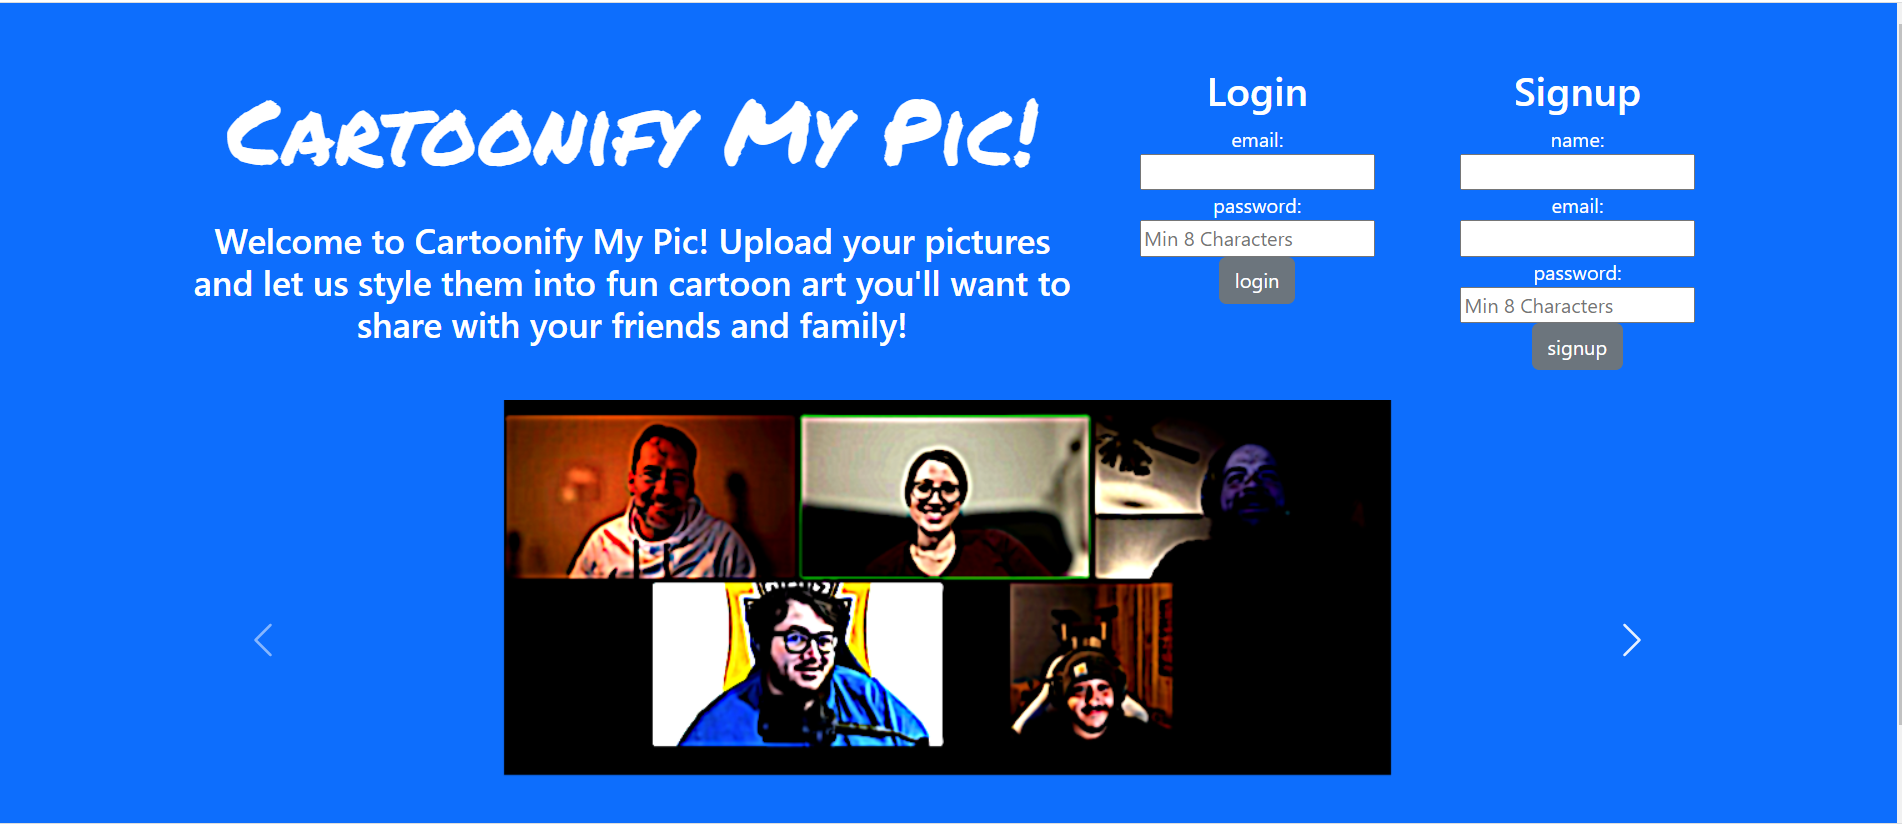 Cartoonify My Pic!
Welcome to Cartoonify My Pic! Upload your pictures
and let us style them into fun cartoon art you'll want to
share with your friends and family!
Login
email:
password:
Min 8 Characters
login
Signup
name:
email:
password:
Min 8 Characters
signup